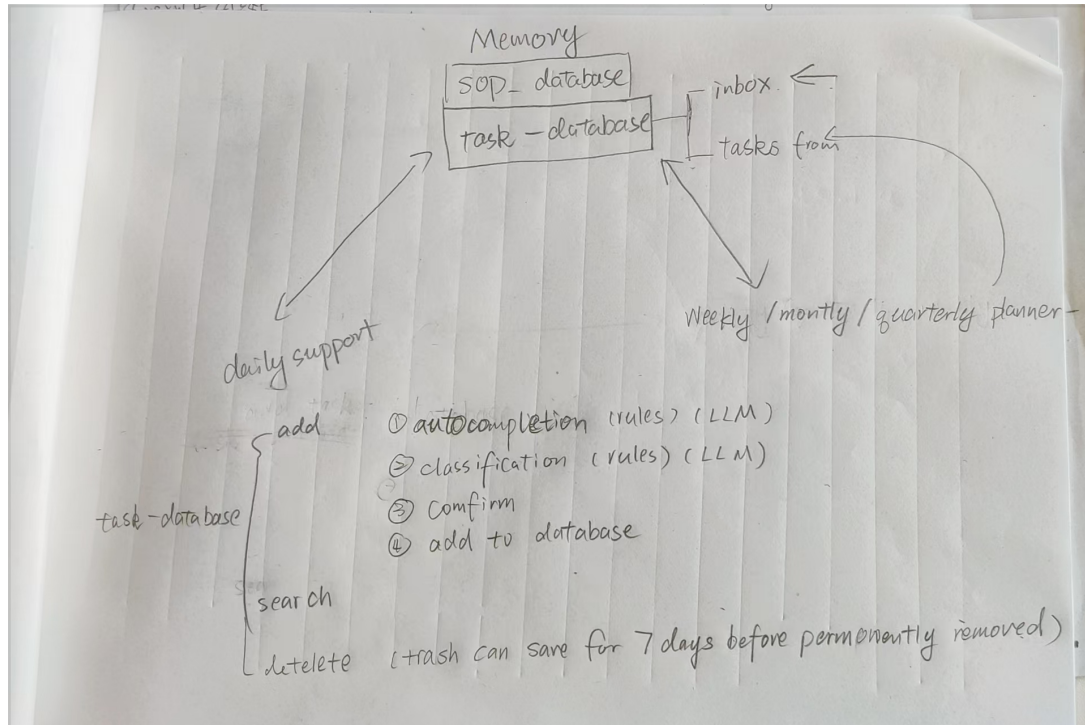 Memory
sop_ database
task-database
inbox.
tasks from
daily support
Weekly /montly / quarterly planner
task-database
add
① autocompletion (rules) (LLM)
② classification (rules) (LLM)
③ comfirm
④ add to database
search
detelete (trash can save for 7 days before permonently removed)